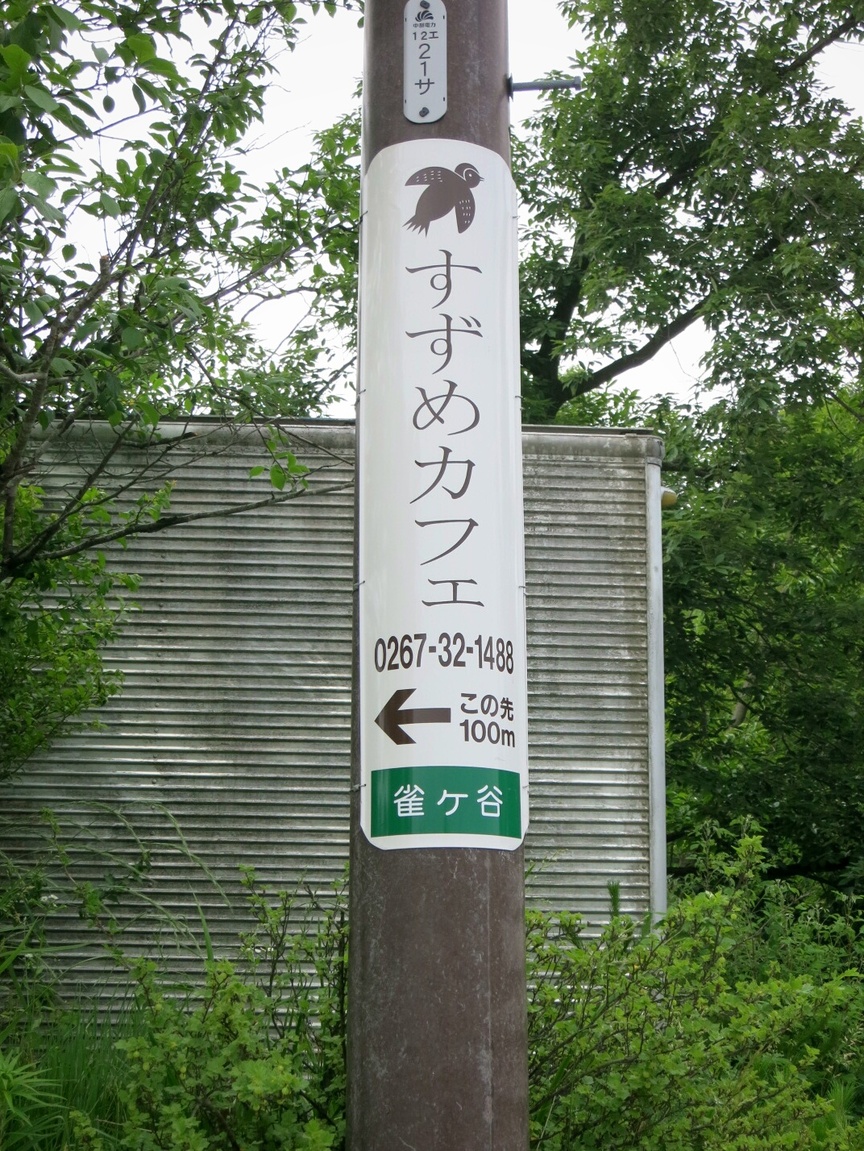 中部電力
12エ
21サ
すずめカフェ
0267-32-1488
この先
100m
雀ヶ谷